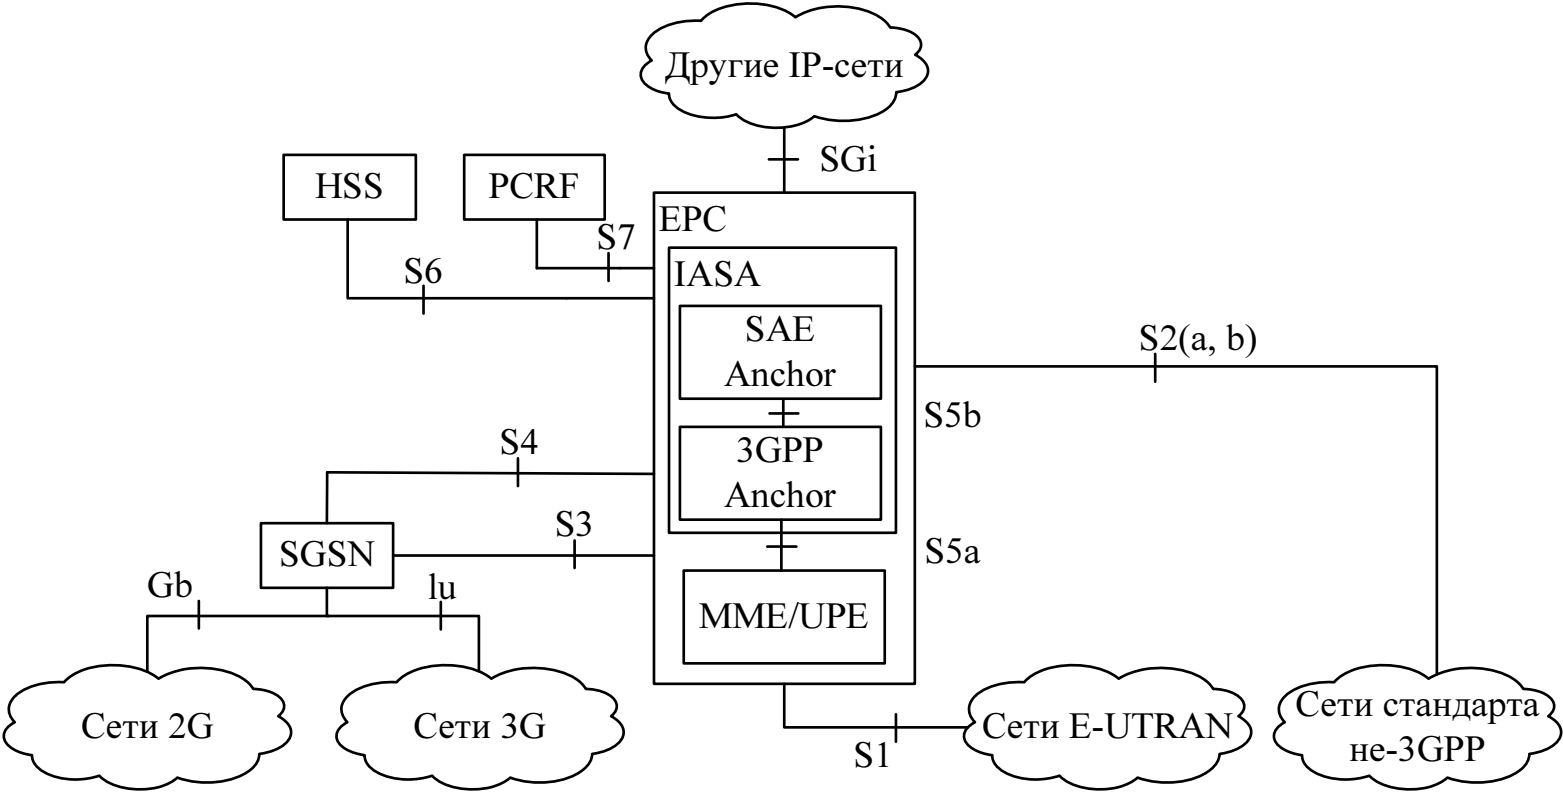 Другие IP-сети
SGi
HSS
PCRF
EPC
S7
S6
IASA
SAE
Anchor
S2(a, b)
S5b
S4
3GPP
Anchor
S3
SGSN
S5a
Gb
lu
MME/UPE
Сети 2G
Сети 3G
S1
Сети E-UTRAN
Сети стандарта
не-3GPP